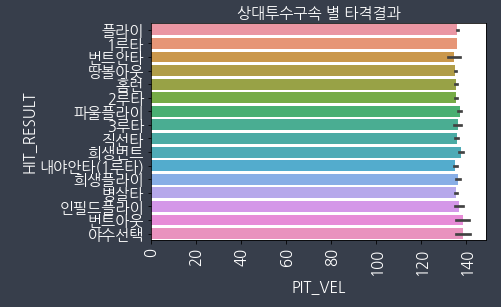 상대투수구속 별 타격결과
HIT_RESULT
플라이
1루타
번트안타
땅볼아웃
홈런
2루타
파울플라이
3루타
직선타
희생번트
내야안타(1루타)
희생플라이
병살타
인필드플라이
번트아웃
야수선택
0 20 40 60 80 100 120 140
PIT_VEL